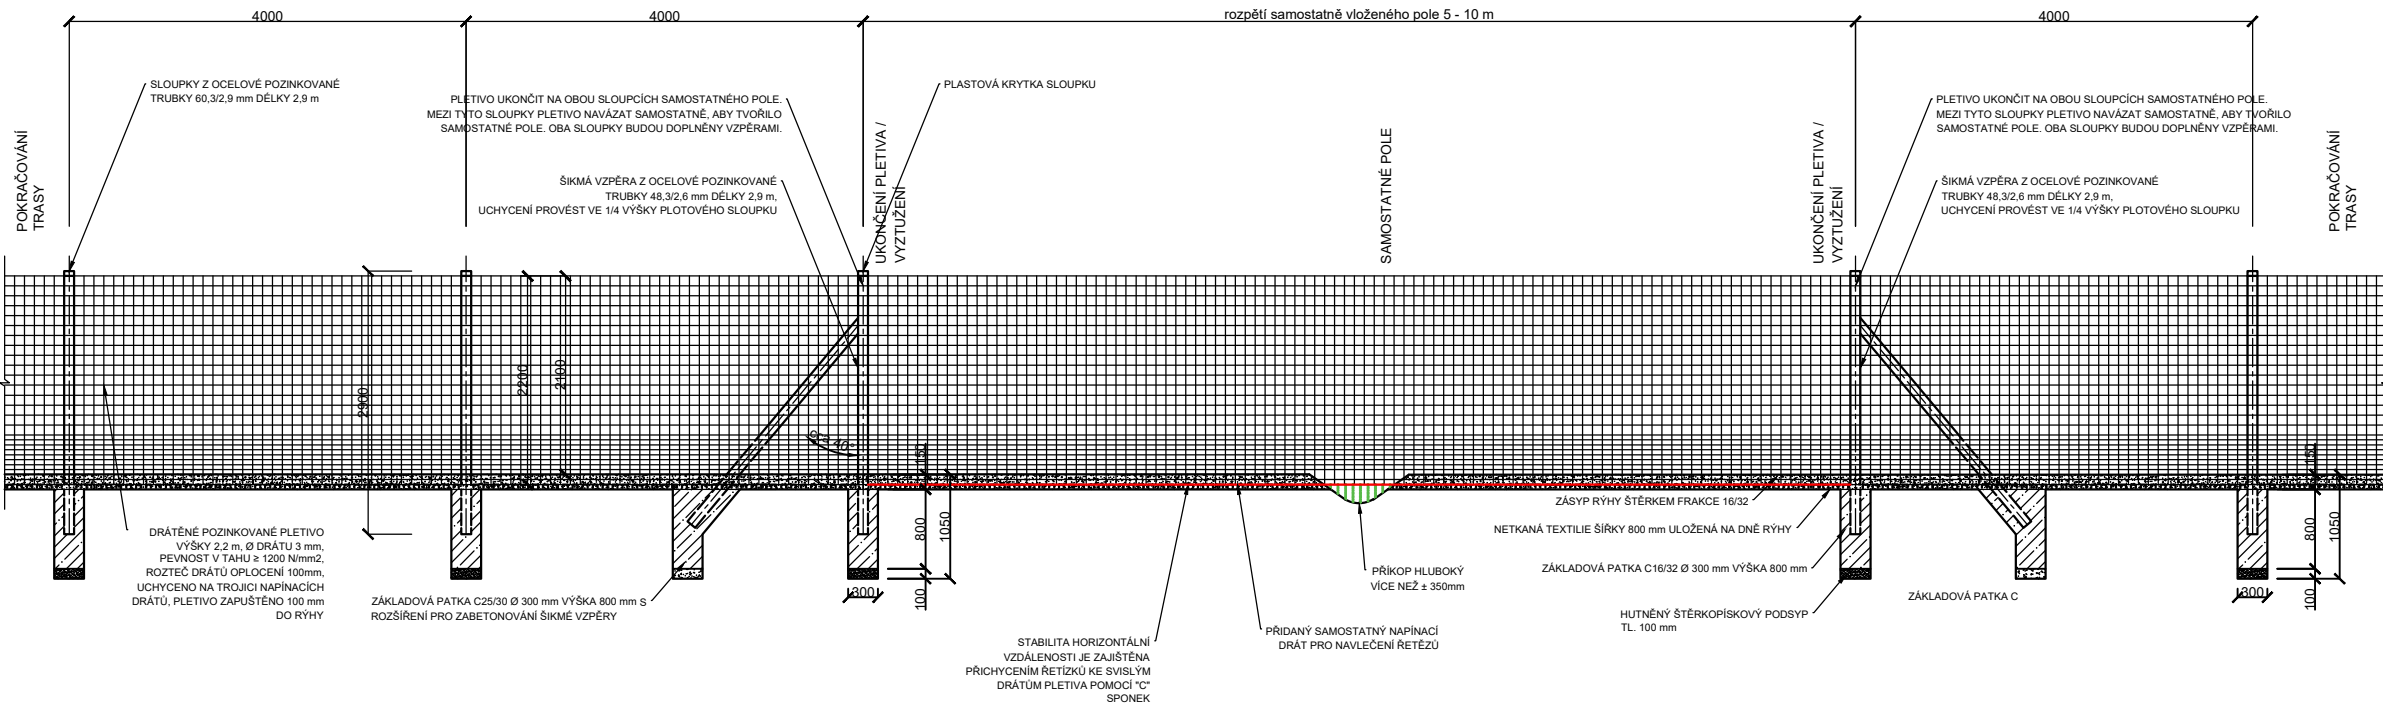 4000
4000
rozpětí samostatně vloženého pole 5 - 10 m
4000
SLOUPKY Z OCELOVÉ POZINKOVANÉ
TRUBKY 60,3/2,9 mm DÉLKY 2,9 m
PLETIVO UKONČIT NA OBOU SLOUPCÍCH SAMOSTATNÉHO POLE.
MEZI TYTO SLOUPKY PLETIVO NAVÁZAT SAMOSTATNĚ, ABY TVOŘILO
SAMOSTATNÉ POLE. OBA SLOUPKY BUDOU DOPLNĚNY VZPĚRAMI.
PLASTOVÁ KRYTKA SLOUPKU
PLETIVO UKONČIT NA OBOU SLOUPCÍCH SAMOSTATNÉHO POLE.
MEZI TYTO SLOUPKY PLETIVO NAVÁZAT SAMOSTATNĚ, ABY TVOŘILO
SAMOSTATNÉ POLE. OBA SLOUPKY BUDOU DOPLNĚNY VZPĚRAMI.
POKRAČOVÁNÍ
TRASY
ŠIKMÁ VZPĚRA Z OCELOVÉ POZINKOVANÉ
TRUBKY 48,3/2,6 mm DÉLKY 2,9 m,
UCHYCENÍ PROVÉST VE 1/4 VÝŠKY PLOTOVÉHO SLOUPKU
UKONČENÍ PLETIVA /
VYZTUŽENÍ
SAMOSTATNÉ POLE
UKONČENÍ PLETIVA /
VYZTUŽENÍ
ŠIKMÁ VZPĚRA Z OCELOVÉ POZINKOVANÉ
TRUBKY 48,3/2,6 mm DÉLKY 2,9 m,
UCHYCENÍ PROVÉST VE 1/4 VÝŠKY PLOTOVÉHO SLOUPKU
POKRAČOVÁNÍ
TRASY
2900
2200
2100
cca 40°
150
800
1050
100
300
150
800
1050
100
300
DRÁTĚNÉ POZINKOVANÉ PLETIVO
VÝŠKY 2,2 m, Ø DRÁTU 3 mm,
PEVNOST V TAHU ≥ 1200 N/mm2,
ROZTEČ DRÁTŮ OPLOCENÍ 100mm,
UCHYCENO NA TROJICI NAPÍNACÍCH
DRÁTŮ, PLETIVO ZAPUŠTĚNO 100 mm
DO RÝHY
ZÁKLADOVÁ PATKA C25/30 Ø 300 mm VÝŠKA 800 mm S
ROZŠÍŘENÍ PRO ZABETONOVÁNÍ ŠIKMÉ VZPĚRY
STABILITA HORIZONTÁLNÍ
VZDÁLENOSTI JE ZAJIŠTĚNA
PŘICHYCENÍM ŘETÍZKŮ KE SVISLÝM
DRÁTŮM PLETIVA POMOCÍ "C"
SPONEK
PŘIDANÝ SAMOSTATNÝ NAPÍNACÍ
DRÁT PRO NAVLEČENÍ ŘETĚZŮ
PŘÍKOP HLUBOKÝ
VÍCE NEŽ ± 350mm
ZÁSYP RÝHY ŠTĚRKEM FRAKCE 16/32
NETKANÁ TEXTILIE ŠÍŘKY 800 mm ULOŽENÁ NA DNĚ RÝHY
ZÁKLADOVÁ PATKA C16/32 Ø 300 mm VÝŠKA 800 mm
HUTNĚNÝ ŠTĚRKOPÍSKOVÝ PODSYP
TL. 100 mm
ZÁKLADOVÁ PATKA C